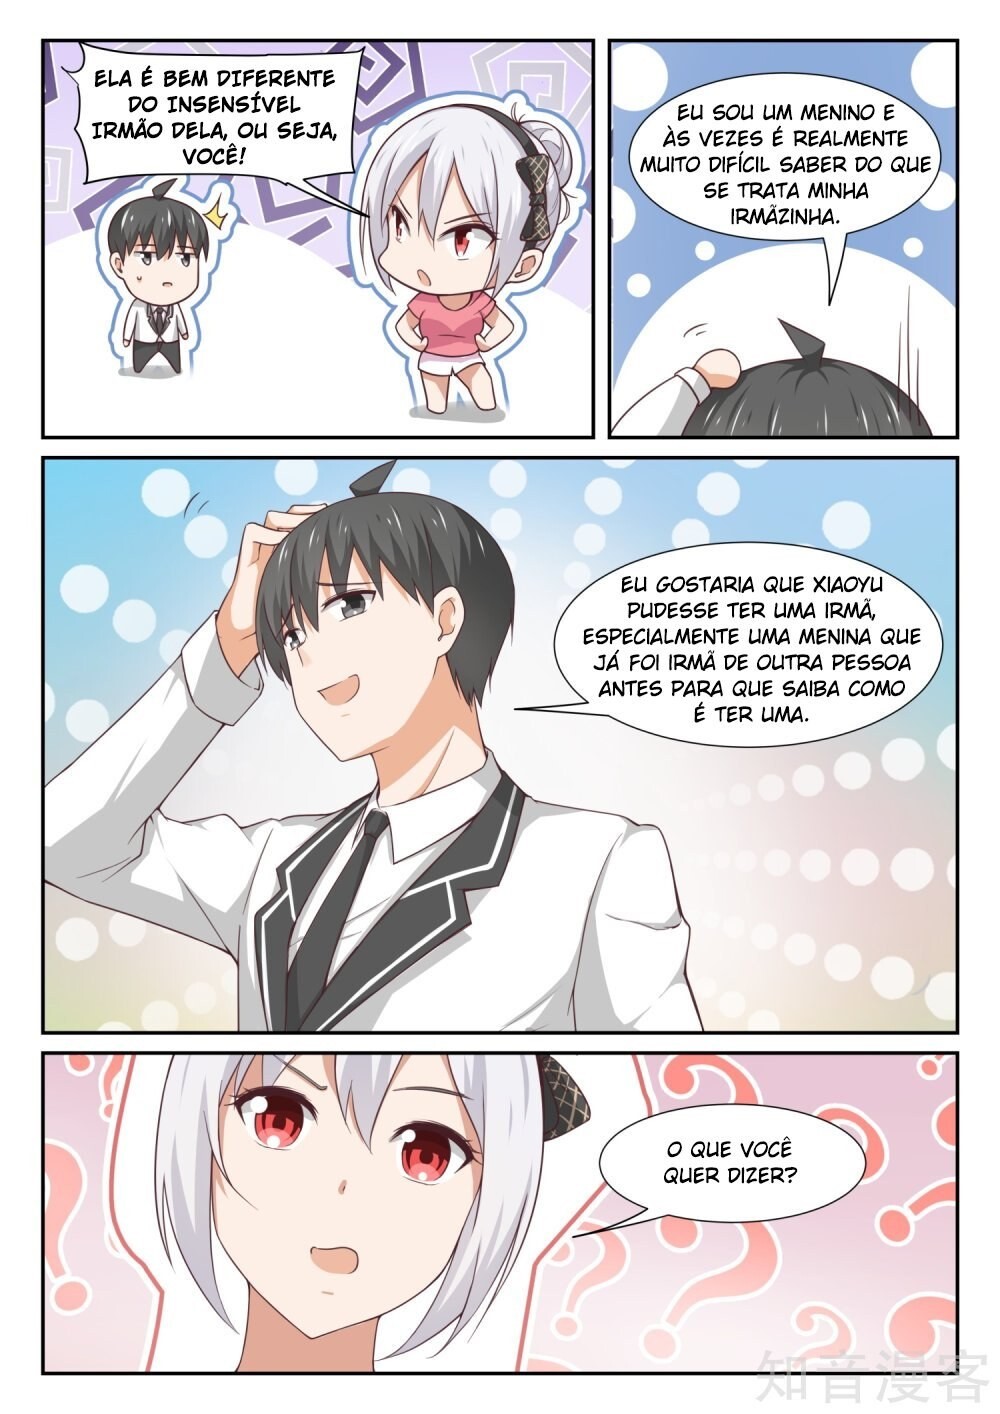 ELA É BEM DIFERENTE
DO INSENSÍVEL
IRMÃO DELA, OU SEJA,
VOCÊ!
EU SOU UM MENINO E
ÀS VEZES É REALMENTE
MUITO DIFÍCIL SABER DO QUE
SE TRATA MINHA
IRMÃZINHA.
EU GOSTARIA QUE XIAOYU
PUDESSE TER UMA IRMÃ,
ESPECIALMENTE UMA MENINA QUE
JÁ FOI IRMÃ DE OUTRA PESSOA
ANTES PARA QUE SAIBA COMO
É TER UMA.
O QUE VOCÊ
QUER DIZER?
知音漫客